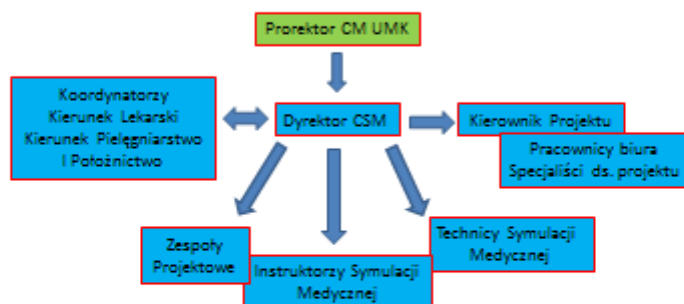 Prorektor CM UMK
Koordynatorzy
Kierunek Lekarski
Kierunek Pielęgniarstwo
I Położnictwo
Dyrektor CSM
Kierownik Projektu
Pracownicy biura
Specjaliści ds. projektu
Zespoły
Projektowe
Instruktorzy Symulacji
Medycznej
Technicy Symulacji
Medycznej